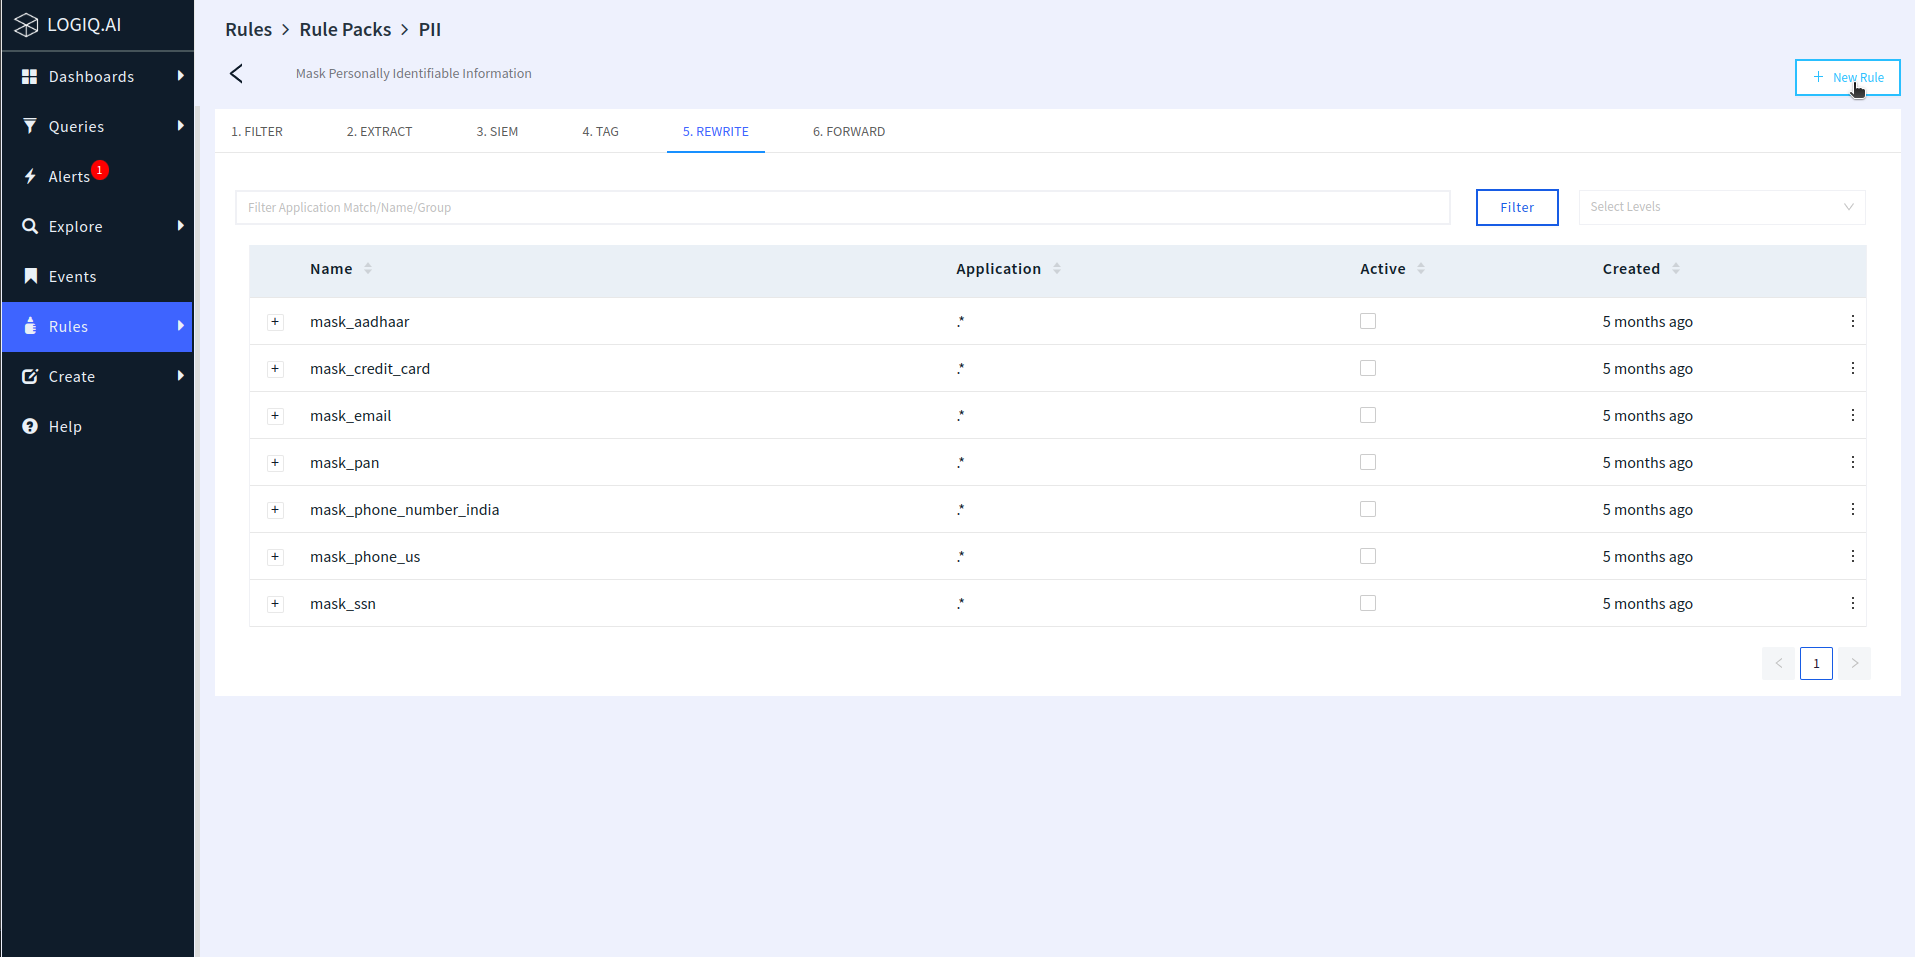 LOGIQ.AI
Dashboards
Queries
Alerts 1
Explore
Events
Rules
Create
Help
Rules > Rule Packs > PII
Mask Personally Identifiable Information
+ New Rule
1. FILTER 2. EXTRACT 3. SIEM 4. TAG 5. REWRITE 6. FORWARD
Filter Application Match/Name/Group Filter Select Levels
Name Application Active Created
+ mask_aadhaar .* 5 months ago
+ mask_credit_card .* 5 months ago
+ mask_email .* 5 months ago
+ mask_pan .* 5 months ago
+ mask_phone_number_india .* 5 months ago
+ mask_phone_us .* 5 months ago
+ mask_ssn .* 5 months ago
< 1 >